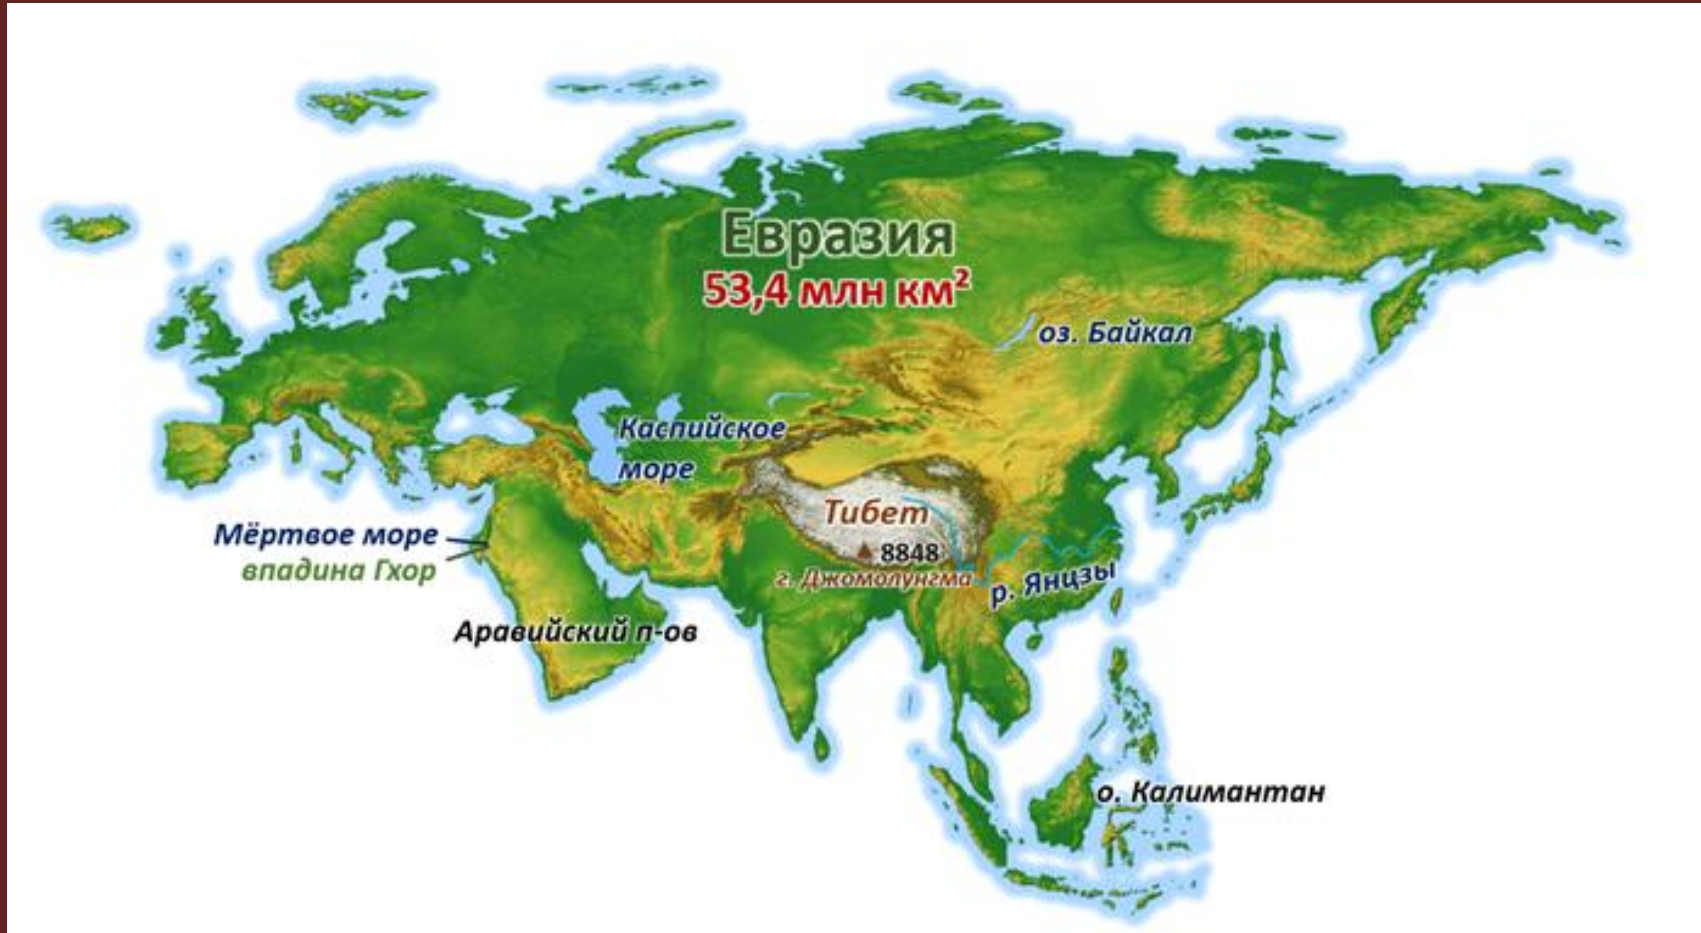 Евразия
53,4 млн км²
оз. Байкал
Каспийское
море
Тибет
8848
г. Джомолунгма
р. Янцзы
Мёртвое море
впадина Гхор
Аравийский п-ов
о. Калимантан